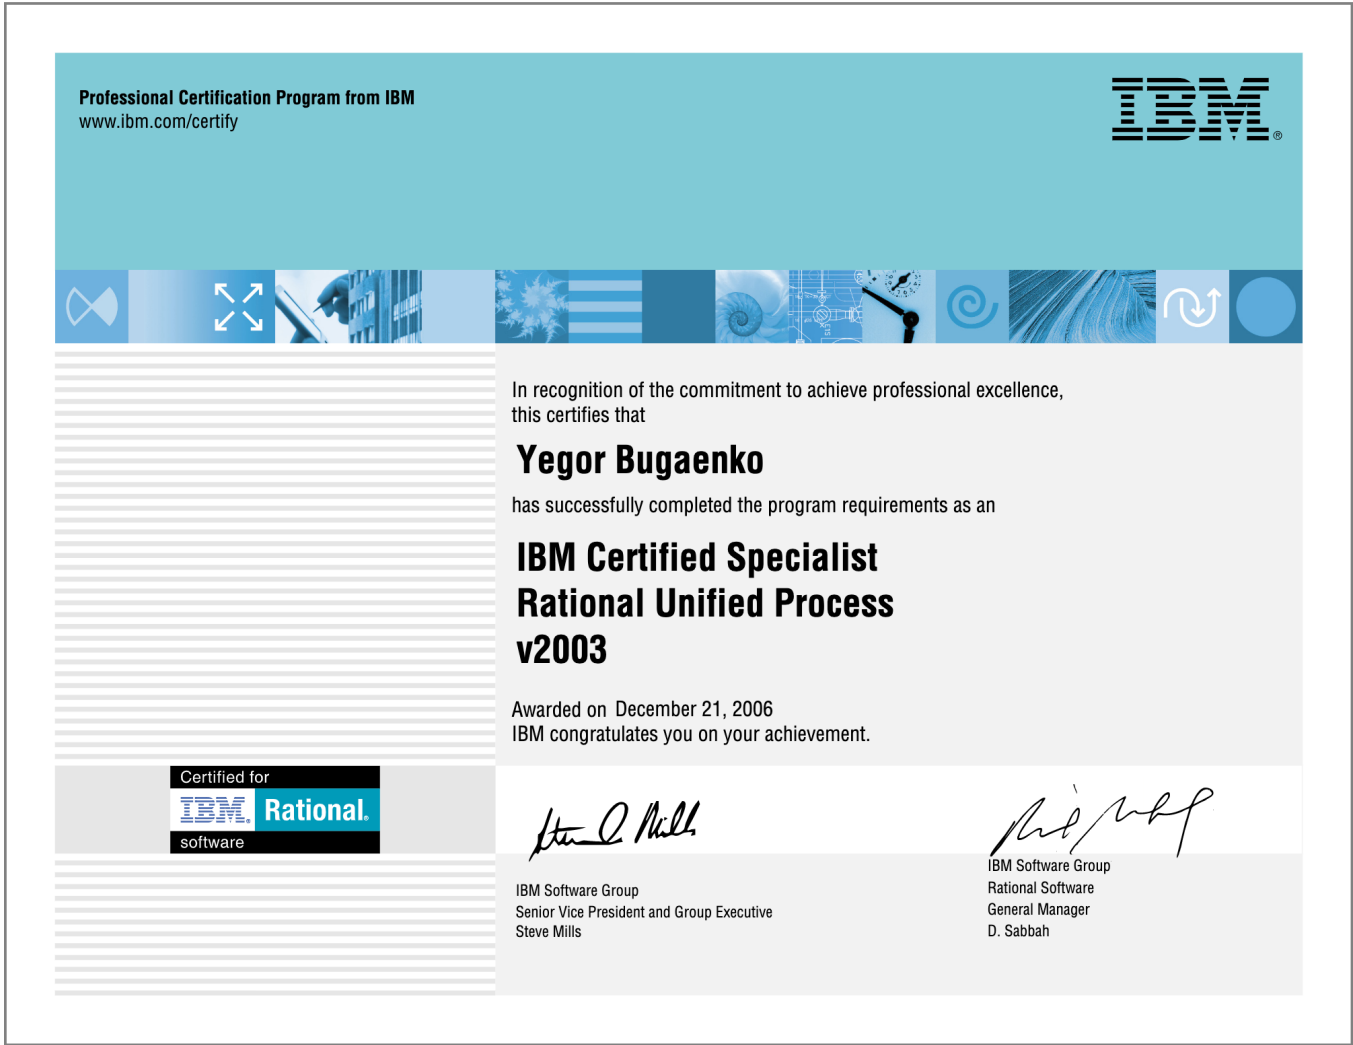 Professional Certification Program from IBM
www.ibm.com/certify
IBM®
In recognition of the commitment to achieve professional excellence,
this certifies that
Yegor Bugaenko
has successfully completed the program requirements as an
IBM Certified Specialist
Rational Unified Process
v2003
Awarded on December 21, 2006
IBM congratulates you on your achievement.
Certified for
IBM® Rational®
software
IBM Software Group
Senior Vice President and Group Executive
Steve Mills
IBM Software Group
Rational Software
General Manager
D. Sabbah